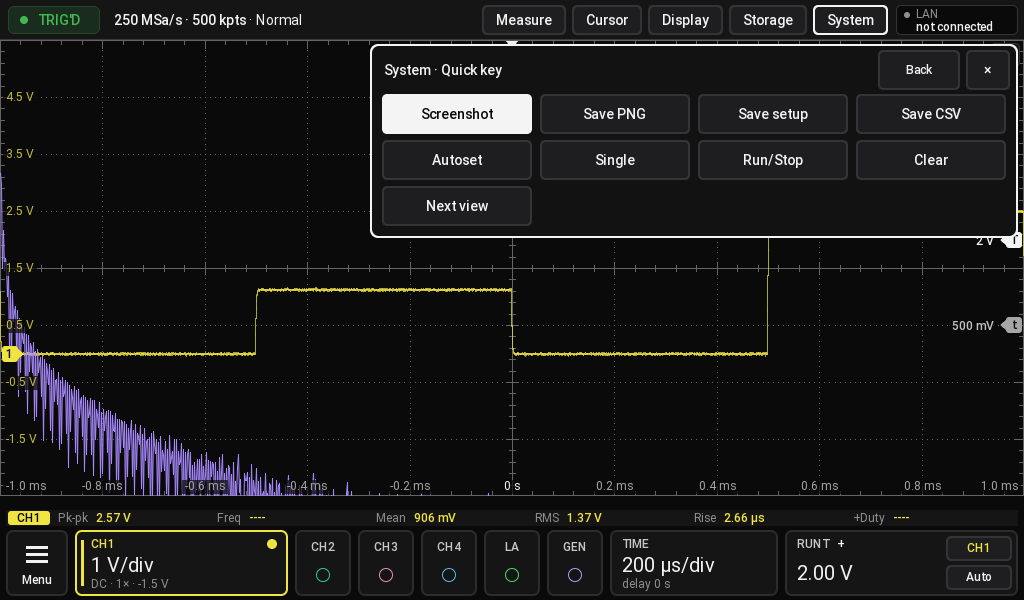 TRIG'D
250 MSa/s · 500 kpts · Normal
Measure
Cursor
Display
Storage
System
LAN
not connected
System · Quick key
Back
×
Screenshot
Save PNG
Save setup
Save CSV
Autoset
Single
Run/Stop
Clear
Next view
4.5 V
3.5 V
2.5 V
2 V
1.5 V
0.5 V
500 mV
t
1
-0.5 V
-1.5 V
-1.0 ms
-0.8 ms
-0.6 ms
-0.4 ms
-0.2 ms
0 s
0.2 ms
0.4 ms
0.6 ms
0.8 ms
1.0 ms
CH1
Pk-pk 2.57 V
Freq ----
Mean 906 mV
RMS 1.37 V
Rise 2.66 µs
+Duty ----
Menu
CH1
1 V/div
DC · 1× · -1.5 V
CH2
CH3
CH4
LA
GEN
TIME
200 µs/div
delay 0 s
RUNT +
2.00 V
CH1
Auto